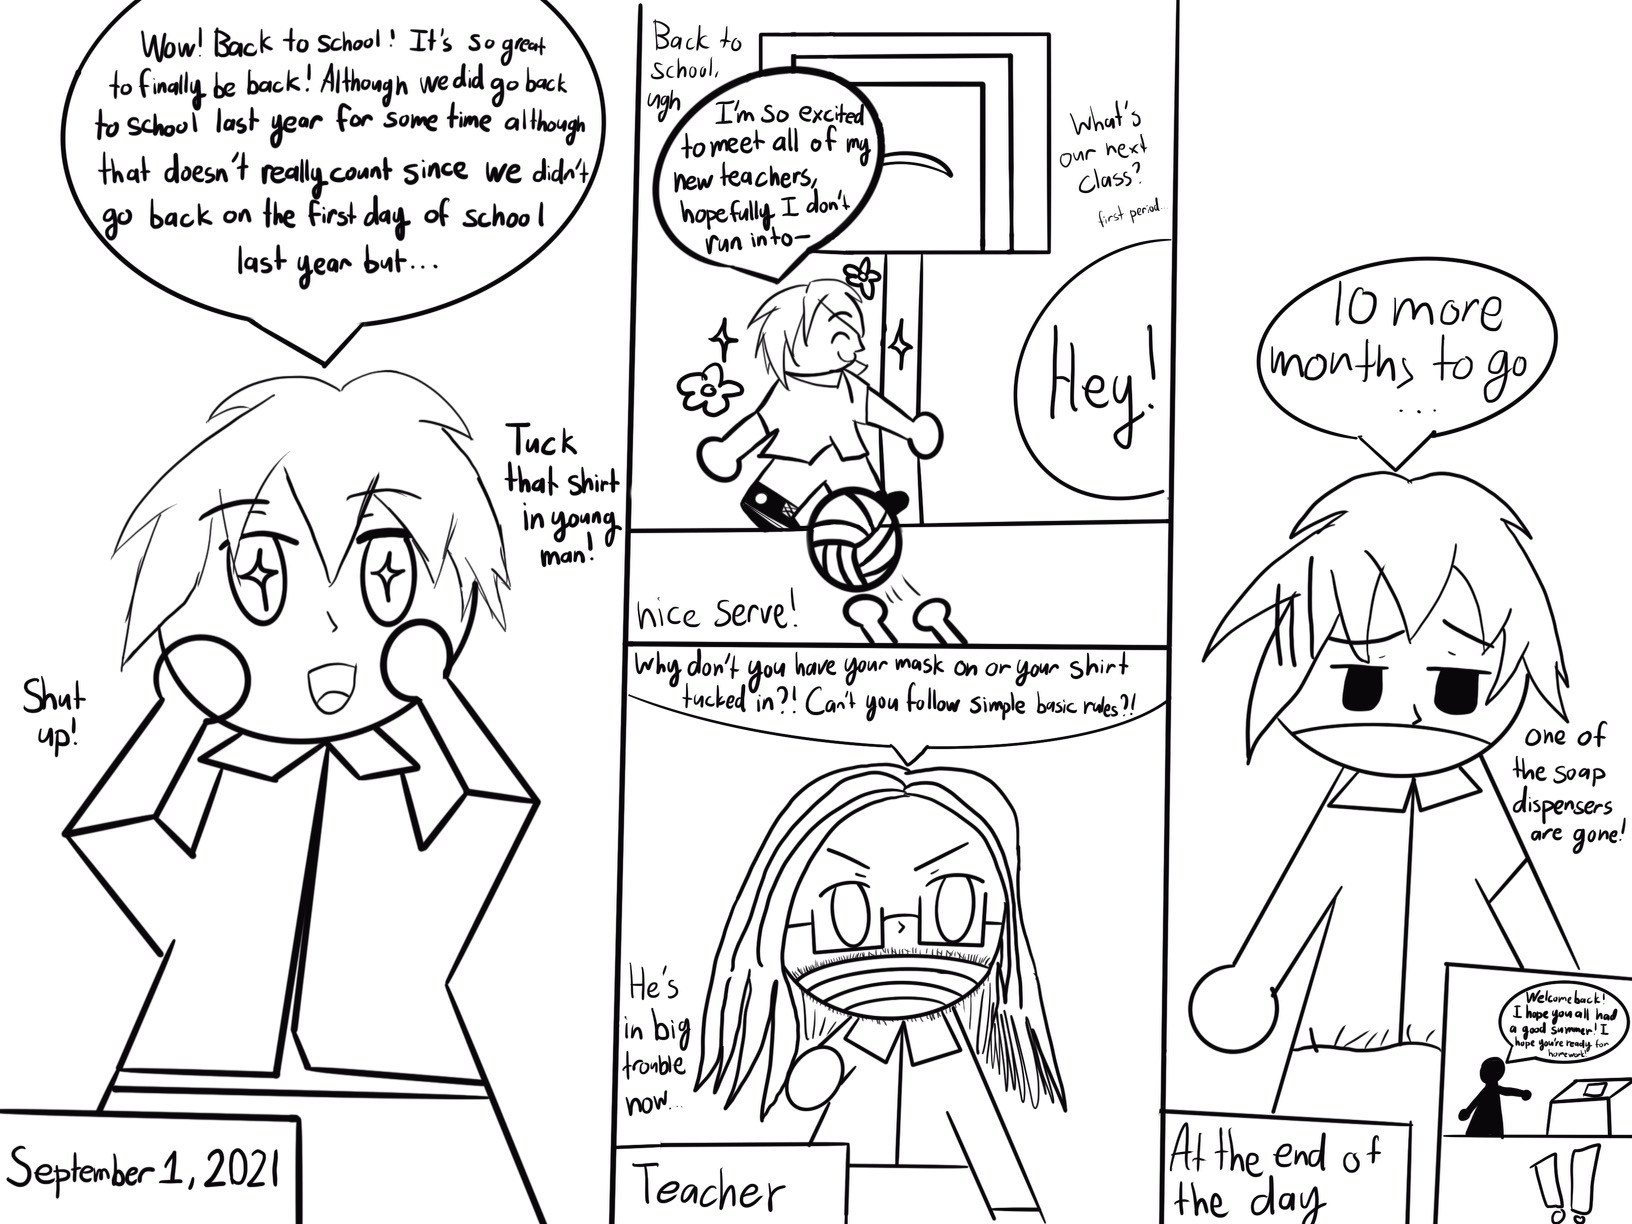 Wow! Back to school! It's so great
to finally be back! Although we did go back
to school last year for some time although
that doesn't really count since we didn't
go back on the first day of school
last year but...
Tuck
that shirt
in young
man!
Shut
up!
September 1, 2021
Back to
school,
ugh
I'm so excited
to meet all of my
new teachers,
hopefully I don't
run into—
What's
our next
class?
first period...
Hey!
nice serve!
Why don't you have your mask on or your shirt
tucked in?! Can't you follow simple basic rules?!
He's
in big
trouble
now...
Teacher
10 more
months to go
...
one of
the soap
dispensers
are gone!
At the end of
the day
Welcome back!
I hope you all had
a good summer! I
hope you're ready for
homework!
!!